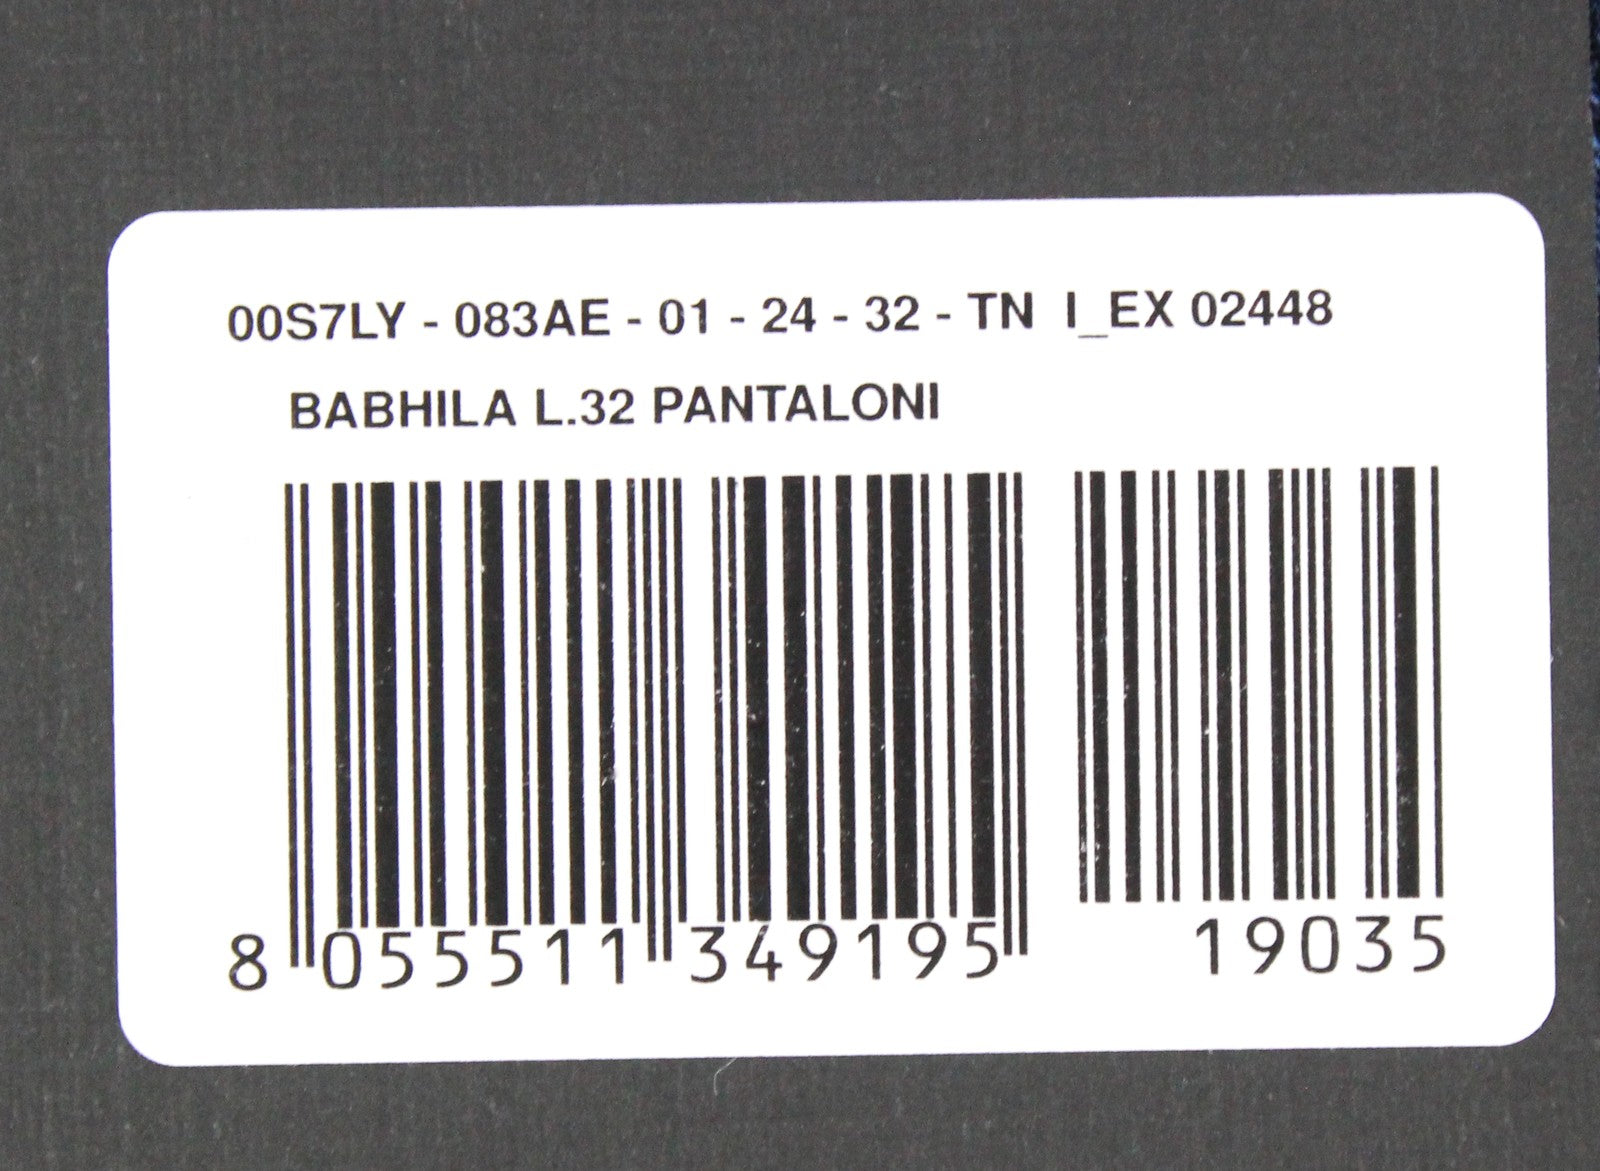 00S7LY - 083AE - 01 - 24 - 32 - TN I_EX 02448
BABHILA L.32 PANTALONI
8 055511 349195 19035